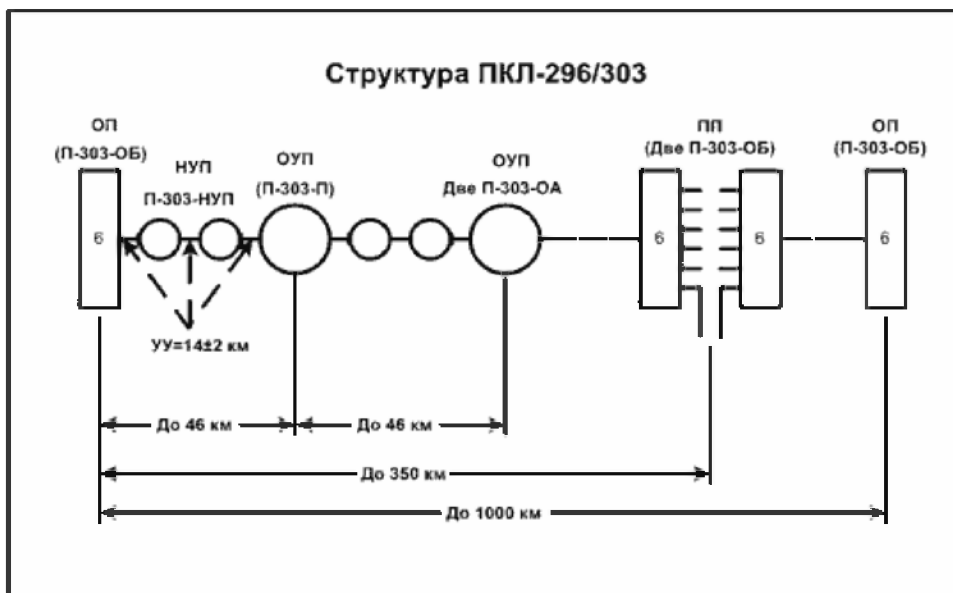 Структура ПКЛ-296/303
ОП
(П-303-ОБ)
НУП
П-303-НУП
ОУП
(П-303-П)
ОУП
Две П-303-ОА
ПП
(Две П-303-ОБ)
ОП
(П-303-ОБ)
6
6
6
6
УУ=14±2 км
До 46 км
До 46 км
До 350 км
До 1000 км